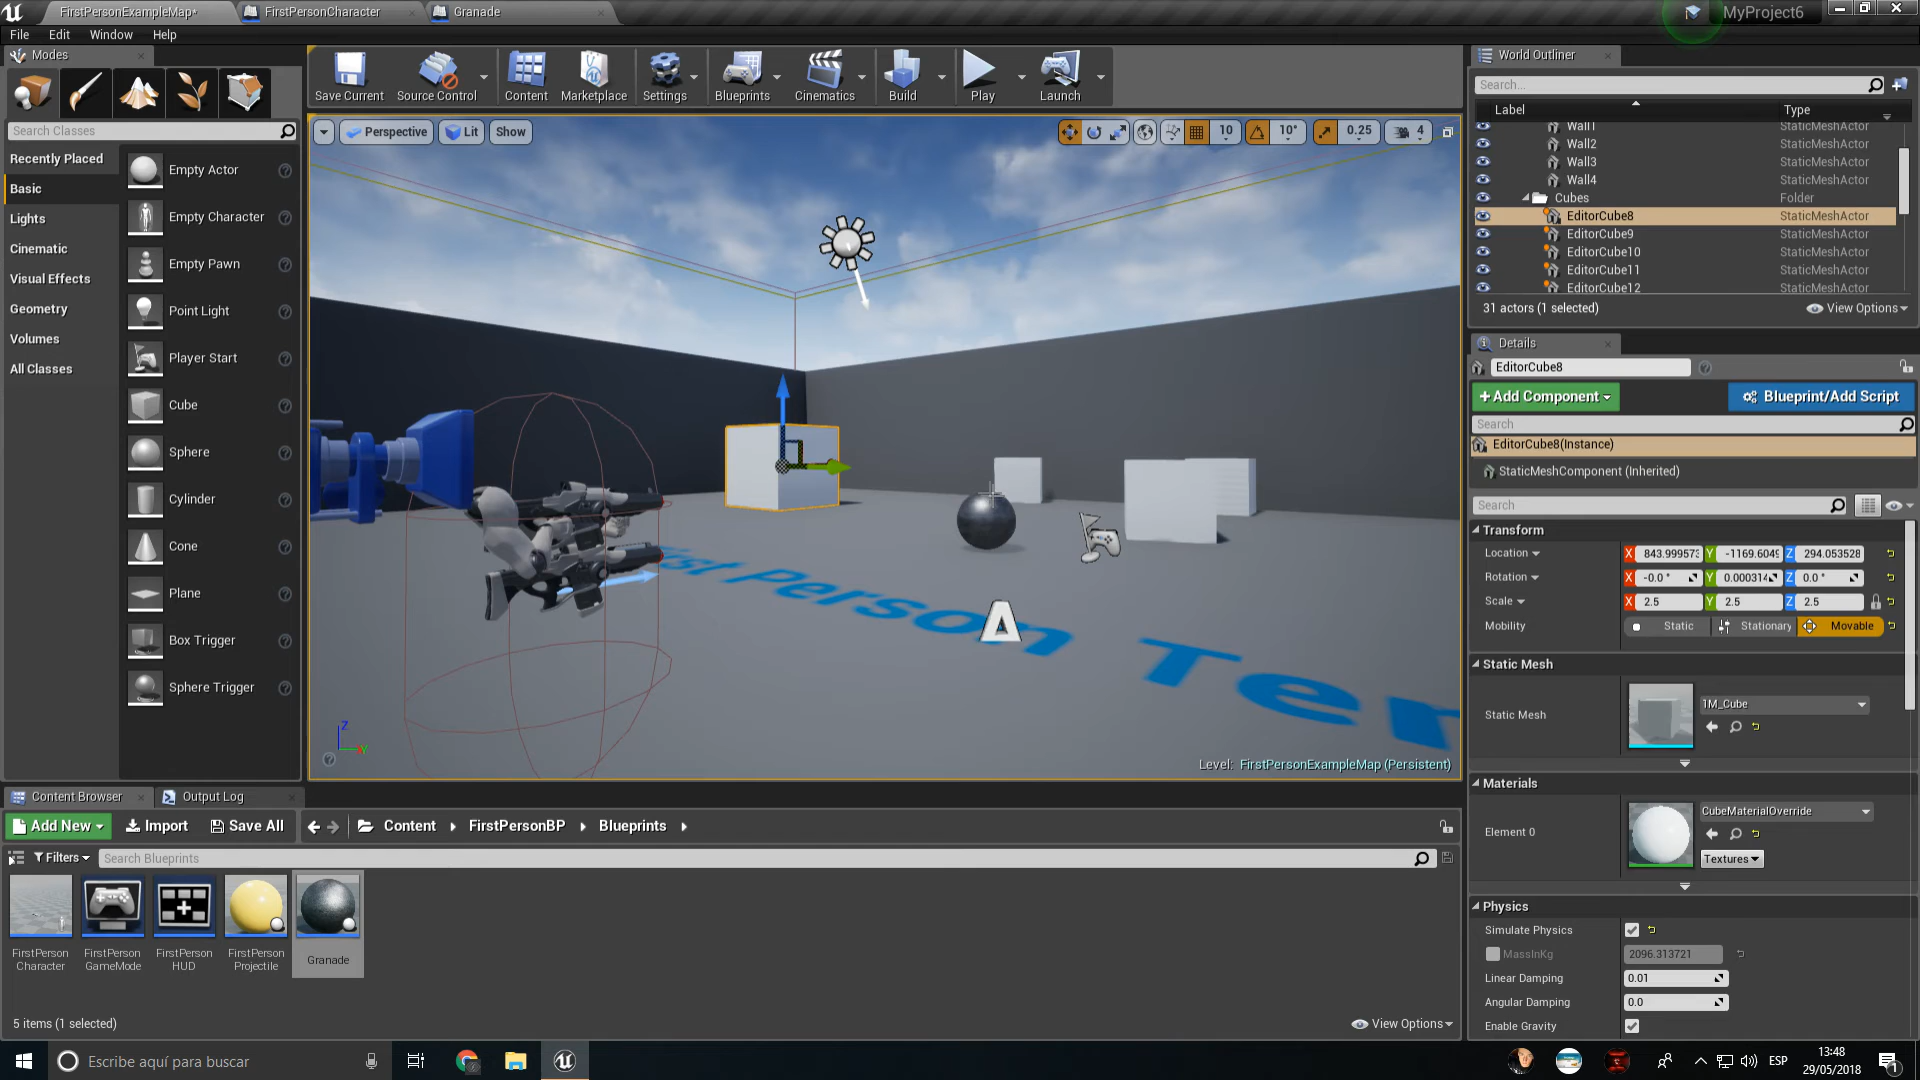 FirstPersonExampleMap*
FirstPersonCharacter
Granade
MyProject6
File
Edit
Window
Help
Modes
Search Classes
Recently Placed
Basic
Lights
Cinematic
Visual Effects
Geometry
Volumes
All Classes
Empty Actor
Empty Character
Empty Pawn
Point Light
Player Start
Cube
Sphere
Cylinder
Cone
Plane
Box Trigger
Sphere Trigger
Save Current
Source Control
Content
Marketplace
Settings
Blueprints
Cinematics
Build
Play
Launch
Perspective
Lit
Show
10
10°
0.25
4
First Person Tem
A
Z
Y
Level: FirstPersonExampleMap (Persistent)
World Outliner
Search...
Label
Type
Wall1 StaticMeshActor
Wall2 StaticMeshActor
Wall3 StaticMeshActor
Wall4 StaticMeshActor
Cubes Folder
EditorCube8 StaticMeshActor
EditorCube9 StaticMeshActor
EditorCube10 StaticMeshActor
EditorCube11 StaticMeshActor
EditorCube12 StaticMeshActor
31 actors (1 selected)
View Options
Details
EditorCube8
+Add Component
Blueprint/Add Script
Search
EditorCube8(Instance)
StaticMeshComponent (Inherited)
Search
Transform
Location X 843.999573 Y -1169.6049 Z 294.053528
Rotation X -0.0 ° Y 0.000314 Z 0.0 °
Scale X 2.5 Y 2.5 Z 2.5
Mobility Static Stationary Movable
Static Mesh
Static Mesh
1M_Cube
Materials
Element 0
CubeMaterialOverride
Textures
Physics
Simulate Physics
MassInKg 2096.313721
Linear Damping 0.01
Angular Damping 0.0
Enable Gravity
Content Browser
Output Log
Add New
Import
Save All
Content
FirstPersonBP
Blueprints
Filters
Search Blueprints
FirstPerson Character
FirstPerson GameMode
FirstPerson HUD
FirstPerson Projectile
Granade
5 items (1 selected)
View Options
Escribe aquí para buscar
ESP
13:48
29/05/2018
1